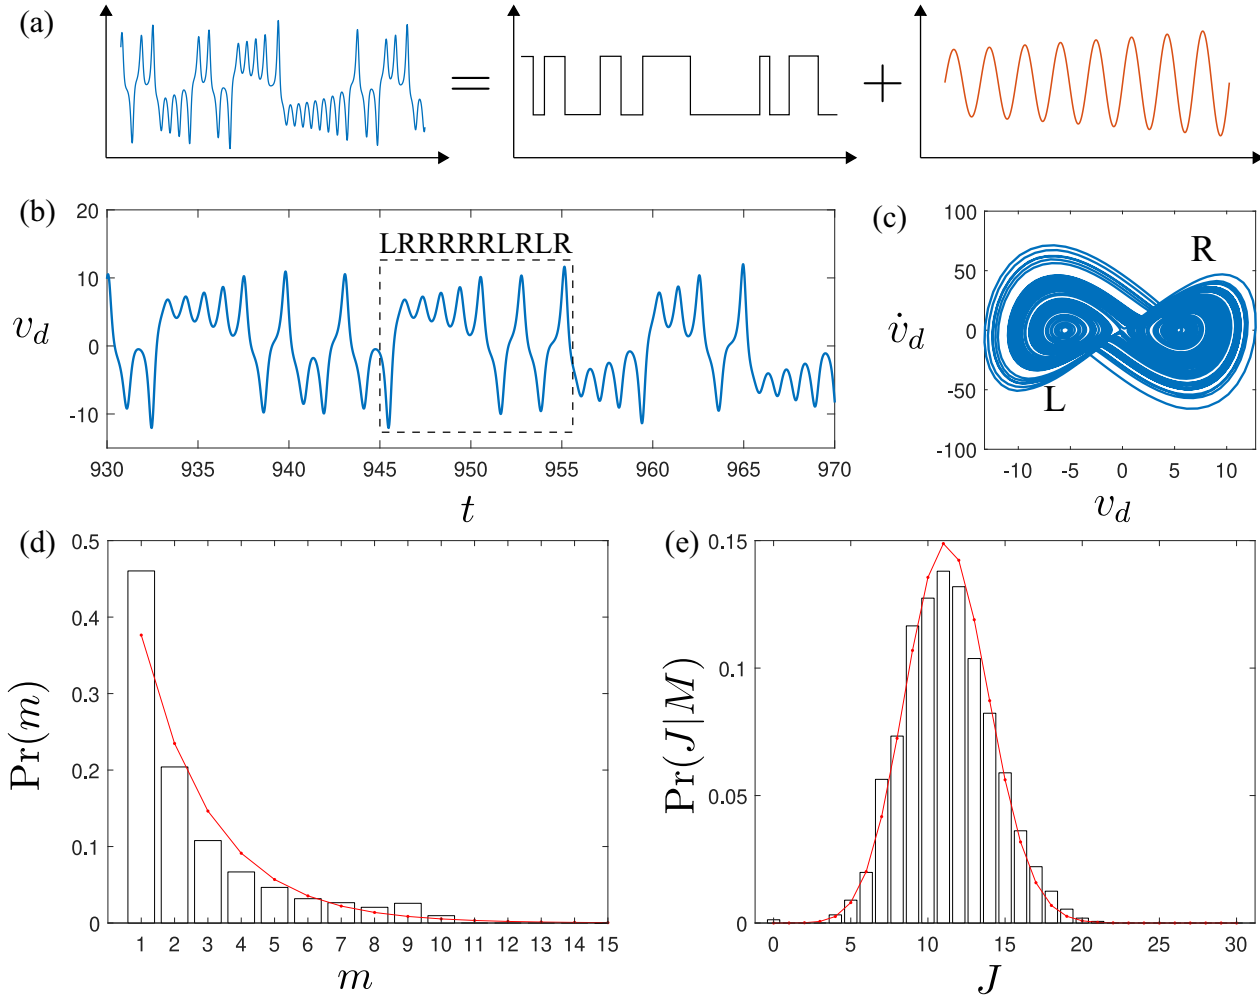 (a)
=
+
(b)
20
10
0
-10
v_d
LRRRRRLRLR
930 935 940 945 950 955 960 965 970
t
(c)
100
50
0
-50
-100
v̇_d
R
L
-10 -5 0 5 10
v_d
(d)
0.5
0.4
0.3
0.2
0.1
0
Pr(m)
1 2 3 4 5 6 7 8 9 10 11 12 13 14 15
m
(e)
0.15
0.1
0.05
0
Pr(J|M)
0 5 10 15 20 25 30
J